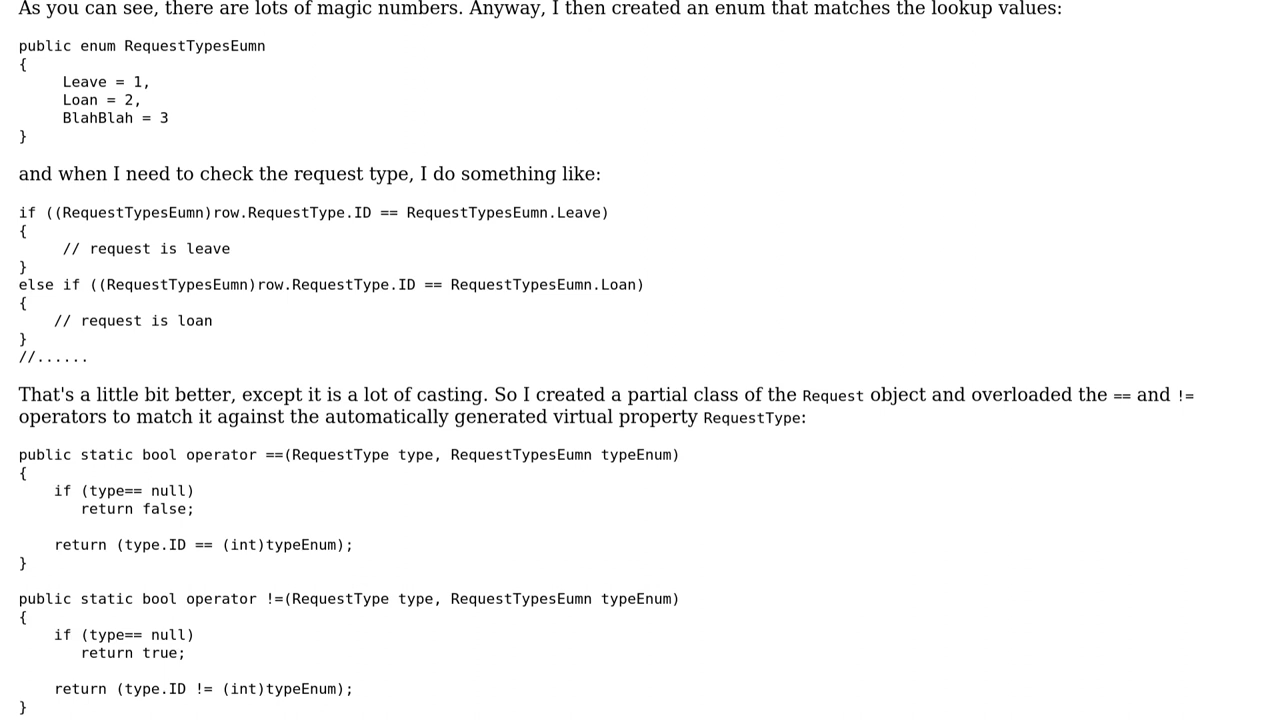 As you can see, there are lots of magic numbers. Anyway, I then created an enum that matches the lookup values:
public enum RequestTypesEumn
{
Leave = 1,
Loan = 2,
BlahBlah = 3
}
and when I need to check the request type, I do something like:
if ((RequestTypesEumn)row.RequestType.ID == RequestTypesEumn.Leave)
{
// request is leave
}
else if ((RequestTypesEumn)row.RequestType.ID == RequestTypesEumn.Loan)
{
// request is loan
}
//......
That's a little bit better, except it is a lot of casting. So I created a partial class of the Request object and overloaded the == and !=
operators to match it against the automatically generated virtual property RequestType:
public static bool operator ==(RequestType type, RequestTypesEumn typeEnum)
{
if (type== null)
return false;
return (type.ID == (int)typeEnum);
}
public static bool operator !=(RequestType type, RequestTypesEumn typeEnum)
{
if (type== null)
return true;
return (type.ID != (int)typeEnum);
}